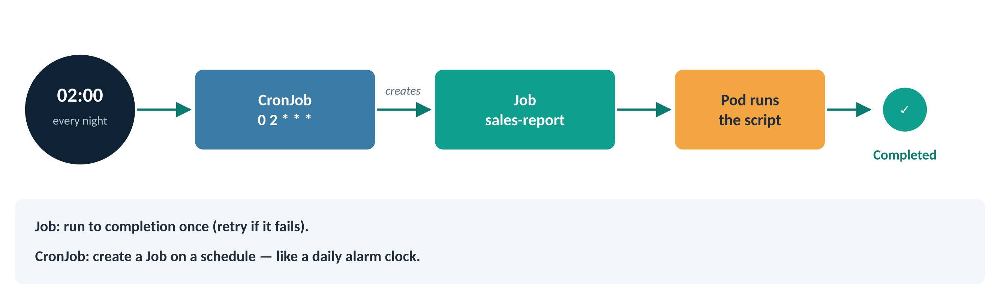 02:00
every night
CronJob
0 2 * * *
creates
Job
sales-report
Pod runs
the script
✓
Completed
Job: run to completion once (retry if it fails).
CronJob: create a Job on a schedule — like a daily alarm clock.